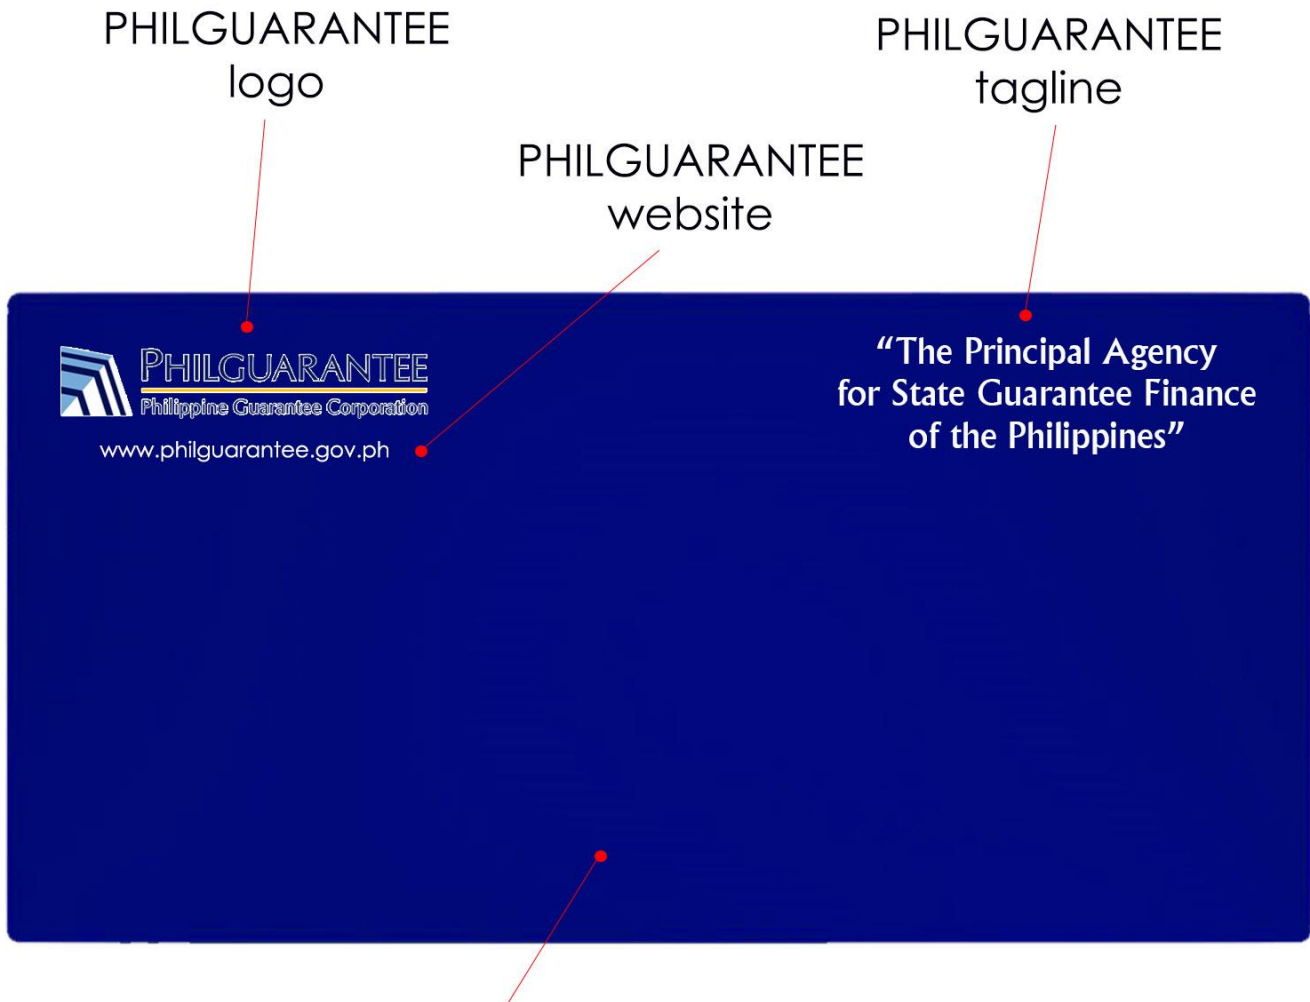 PHILGUARANTEE
logo
PHILGUARANTEE
tagline
PHILGUARANTEE
website
PHILGUARANTEE
Philippine Guarantee Corporation
www.philguarantee.gov.ph
“The Principal Agency
for State Guarantee Finance
of the Philippines”